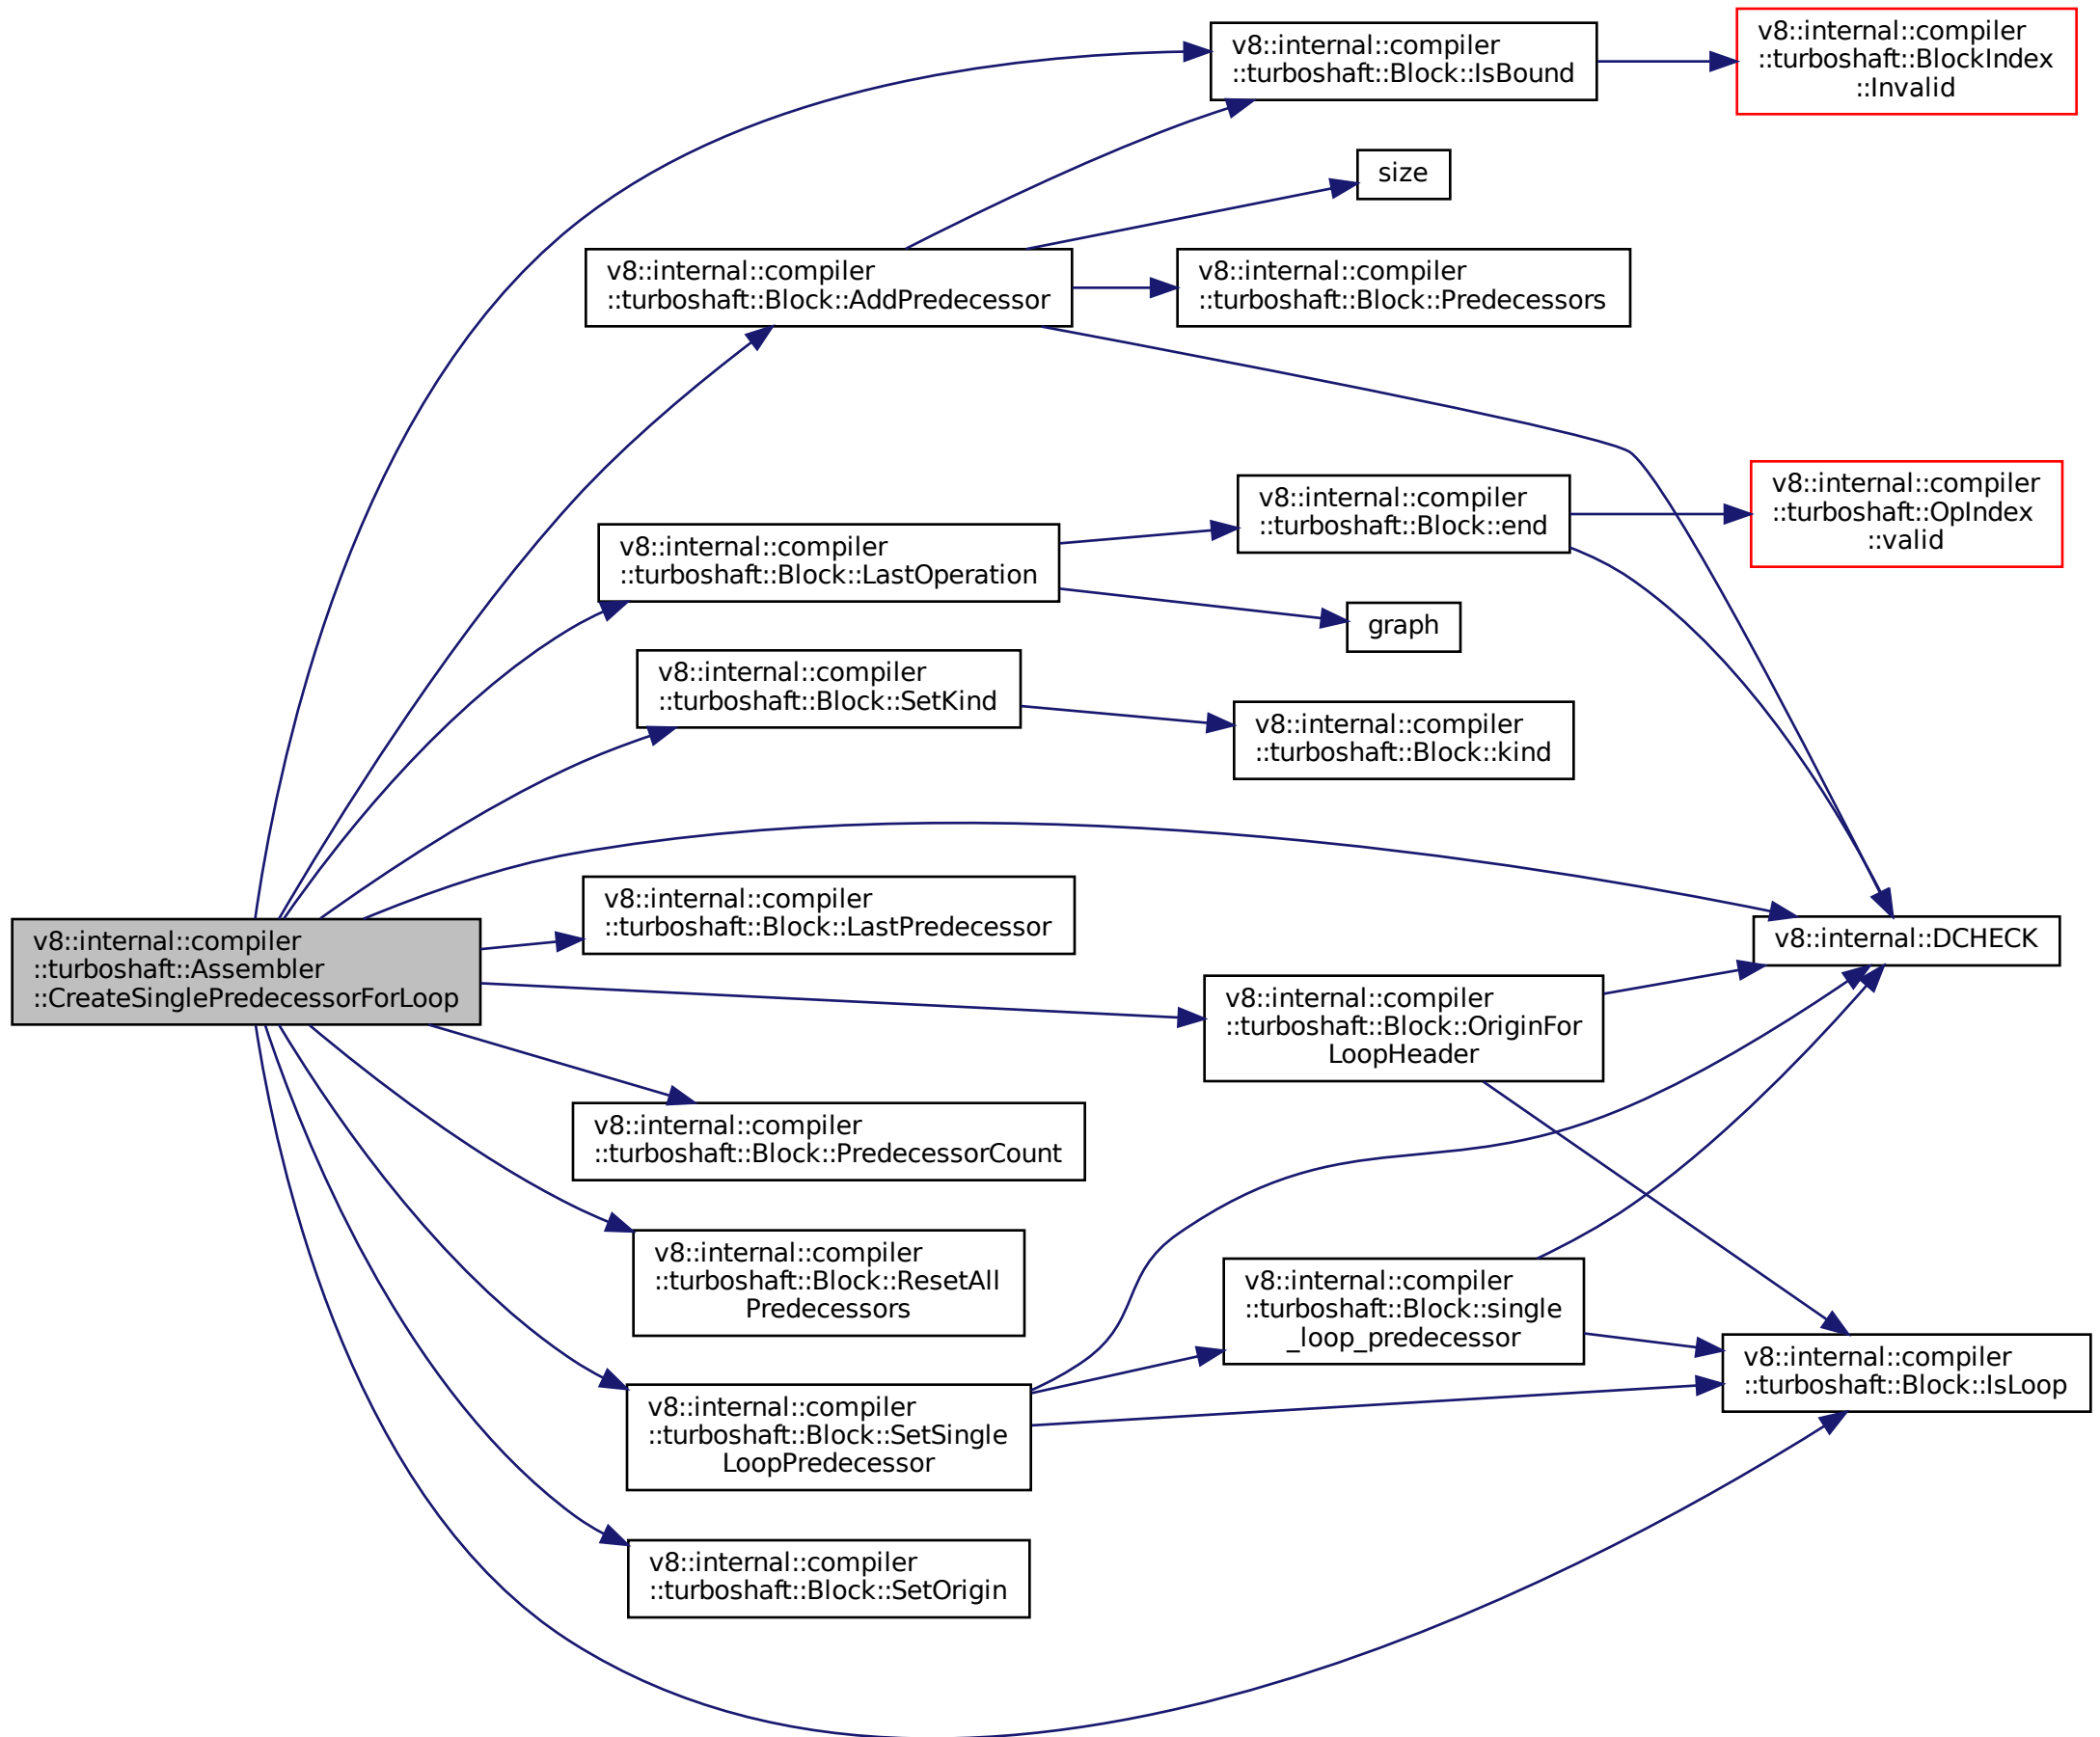 v8::internal::compiler
::turboshaft::Block::IsBound
v8::internal::compiler
::turboshaft::BlockIndex
::Invalid
size
v8::internal::compiler
::turboshaft::Block::AddPredecessor
v8::internal::compiler
::turboshaft::Block::Predecessors
v8::internal::compiler
::turboshaft::Block::end
v8::internal::compiler
::turboshaft::OpIndex
::valid
v8::internal::compiler
::turboshaft::Block::LastOperation
graph
v8::internal::compiler
::turboshaft::Block::SetKind
v8::internal::compiler
::turboshaft::Block::kind
v8::internal::compiler
::turboshaft::Block::LastPredecessor
v8::internal::compiler
::turboshaft::Assembler
::CreateSinglePredecessorForLoop
v8::internal::DCHECK
v8::internal::compiler
::turboshaft::Block::OriginFor
LoopHeader
v8::internal::compiler
::turboshaft::Block::PredecessorCount
v8::internal::compiler
::turboshaft::Block::ResetAll
Predecessors
v8::internal::compiler
::turboshaft::Block::single
_loop_predecessor
v8::internal::compiler
::turboshaft::Block::IsLoop
v8::internal::compiler
::turboshaft::Block::SetSingle
LoopPredecessor
v8::internal::compiler
::turboshaft::Block::SetOrigin